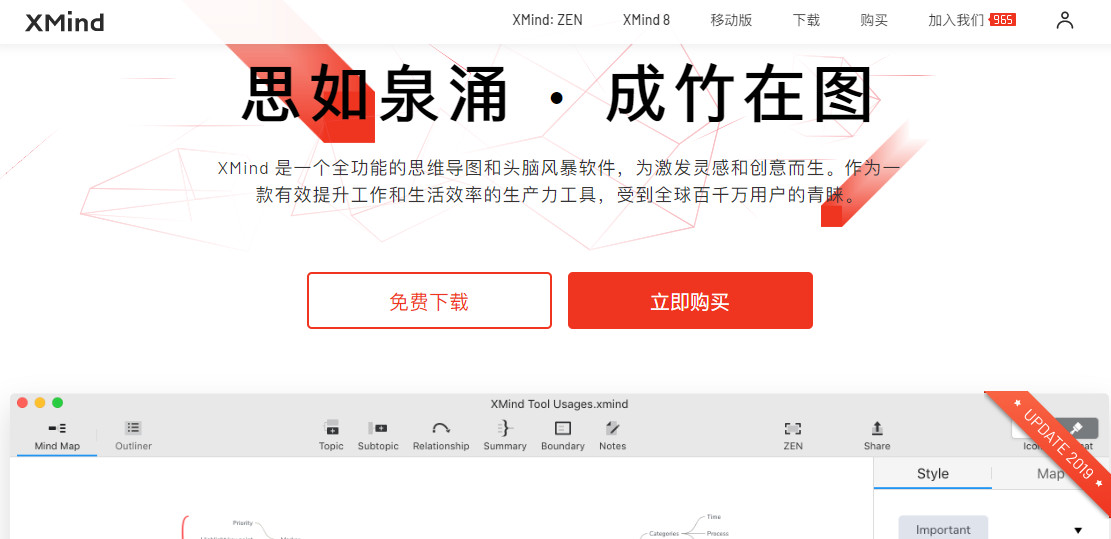 XMind
XMind: ZEN
XMind 8
移动版
下载
购买
加入我们
965
思如泉涌 · 成竹在图
XMind 是一个全功能的思维导图和头脑风暴软件，为激发灵感和创意而生。作为一
款有效提升工作和生活效率的生产力工具，受到全球百千万用户的青睐。
免费下载
立即购买
XMind Tool Usages.xmind
Mind Map
Outliner
Topic
Subtopic
Relationship
Summary
Boundary
Notes
ZEN
Share
UPDATE 2019
Style
Map
Important
Priority
Categories
Time
Process